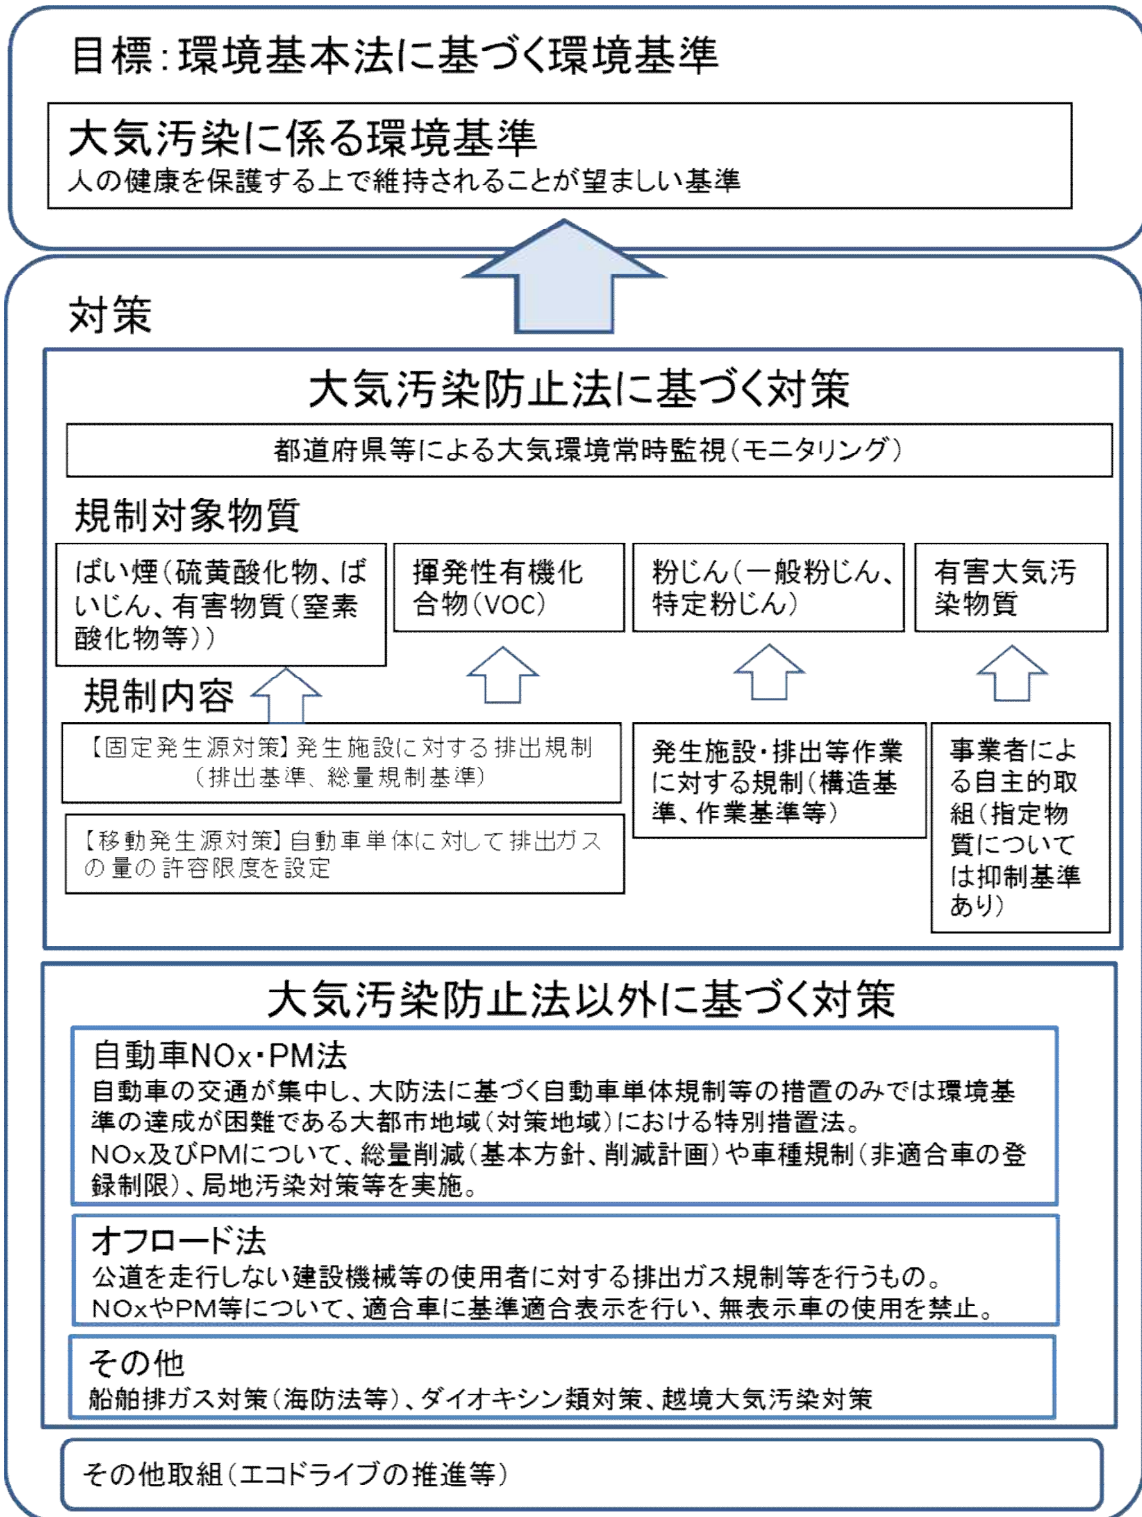 目標：環境基本法に基づく環境基準
大気汚染に係る環境基準
人の健康を保護する上で維持されることが望ましい基準
対策
大気汚染防止法に基づく対策
都道府県等による大気環境常時監視（モニタリング）
規制対象物質
ばい煙（硫黄酸化物、ば
いじん、有害物質（窒素
酸化物等））
揮発性有機化
合物（VOC）
粉じん（一般粉じん、
特定粉じん）
有害大気汚
染物質
規制内容
【固定発生源対策】発生施設に対する排出規制
（排出基準、総量規制基準）
【移動発生源対策】自動車単体に対して排出ガス
の量の許容限度を設定
発生施設・排出等作業
に対する規制（構造基
準、作業基準等）
事業者によ
る自主的取
組（指定物
質について
は抑制基準
あり）
大気汚染防止法以外に基づく対策
自動車NOx・PM法
自動車の交通が集中し、大防法に基づく自動車単体規制等の措置のみでは環境基
準の達成が困難である大都市地域（対策地域）における特別措置法。
NOx及びPMについて、総量削減（基本方針、削減計画）や車種規制（非適合車の登
録制限）、局地汚染対策等を実施。
オフロード法
公道を走行しない建設機械等の使用者に対する排出ガス規制等を行うもの。
NOxやPM等について、適合車に基準適合表示を行い、無表示車の使用を禁止。
その他
船舶排ガス対策（海防法等）、ダイオキシン類対策、越境大気汚染対策
その他取組（エコドライブの推進等）